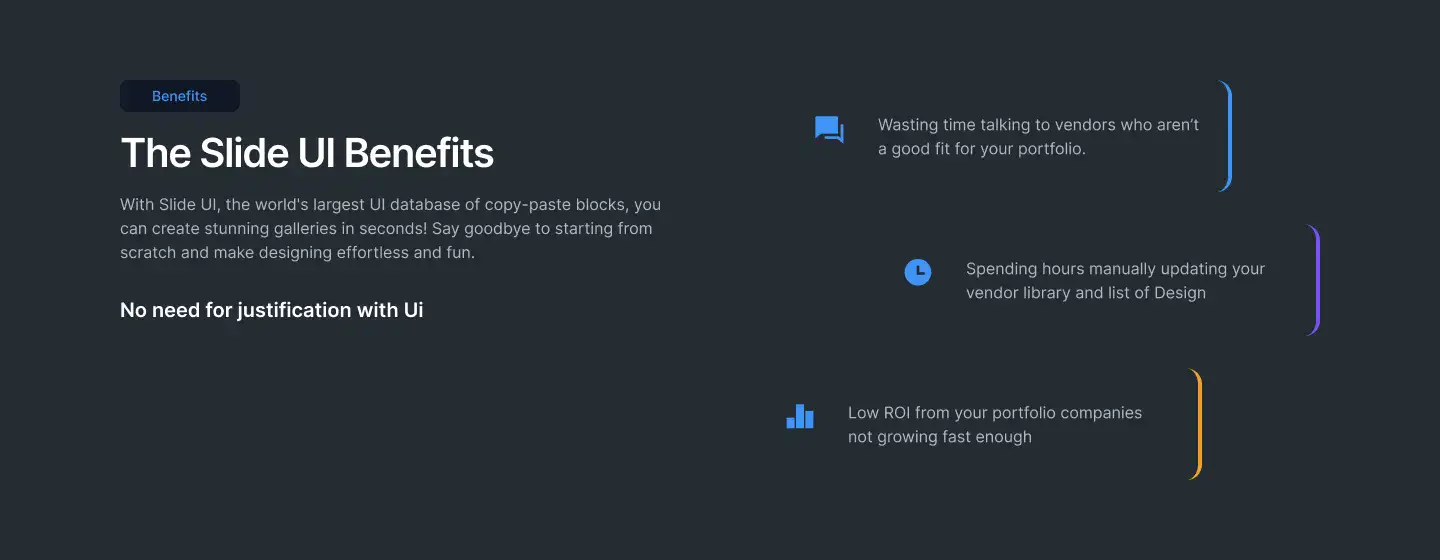 Benefits
The Slide UI Benefits
With Slide UI, the world's largest UI database of copy-paste blocks, you
can create stunning galleries in seconds! Say goodbye to starting from
scratch and make designing effortless and fun.
No need for justification with Ui
Wasting time talking to vendors who aren’t
a good fit for your portfolio.
Spending hours manually updating your
vendor library and list of Design
Low ROI from your portfolio companies
not growing fast enough